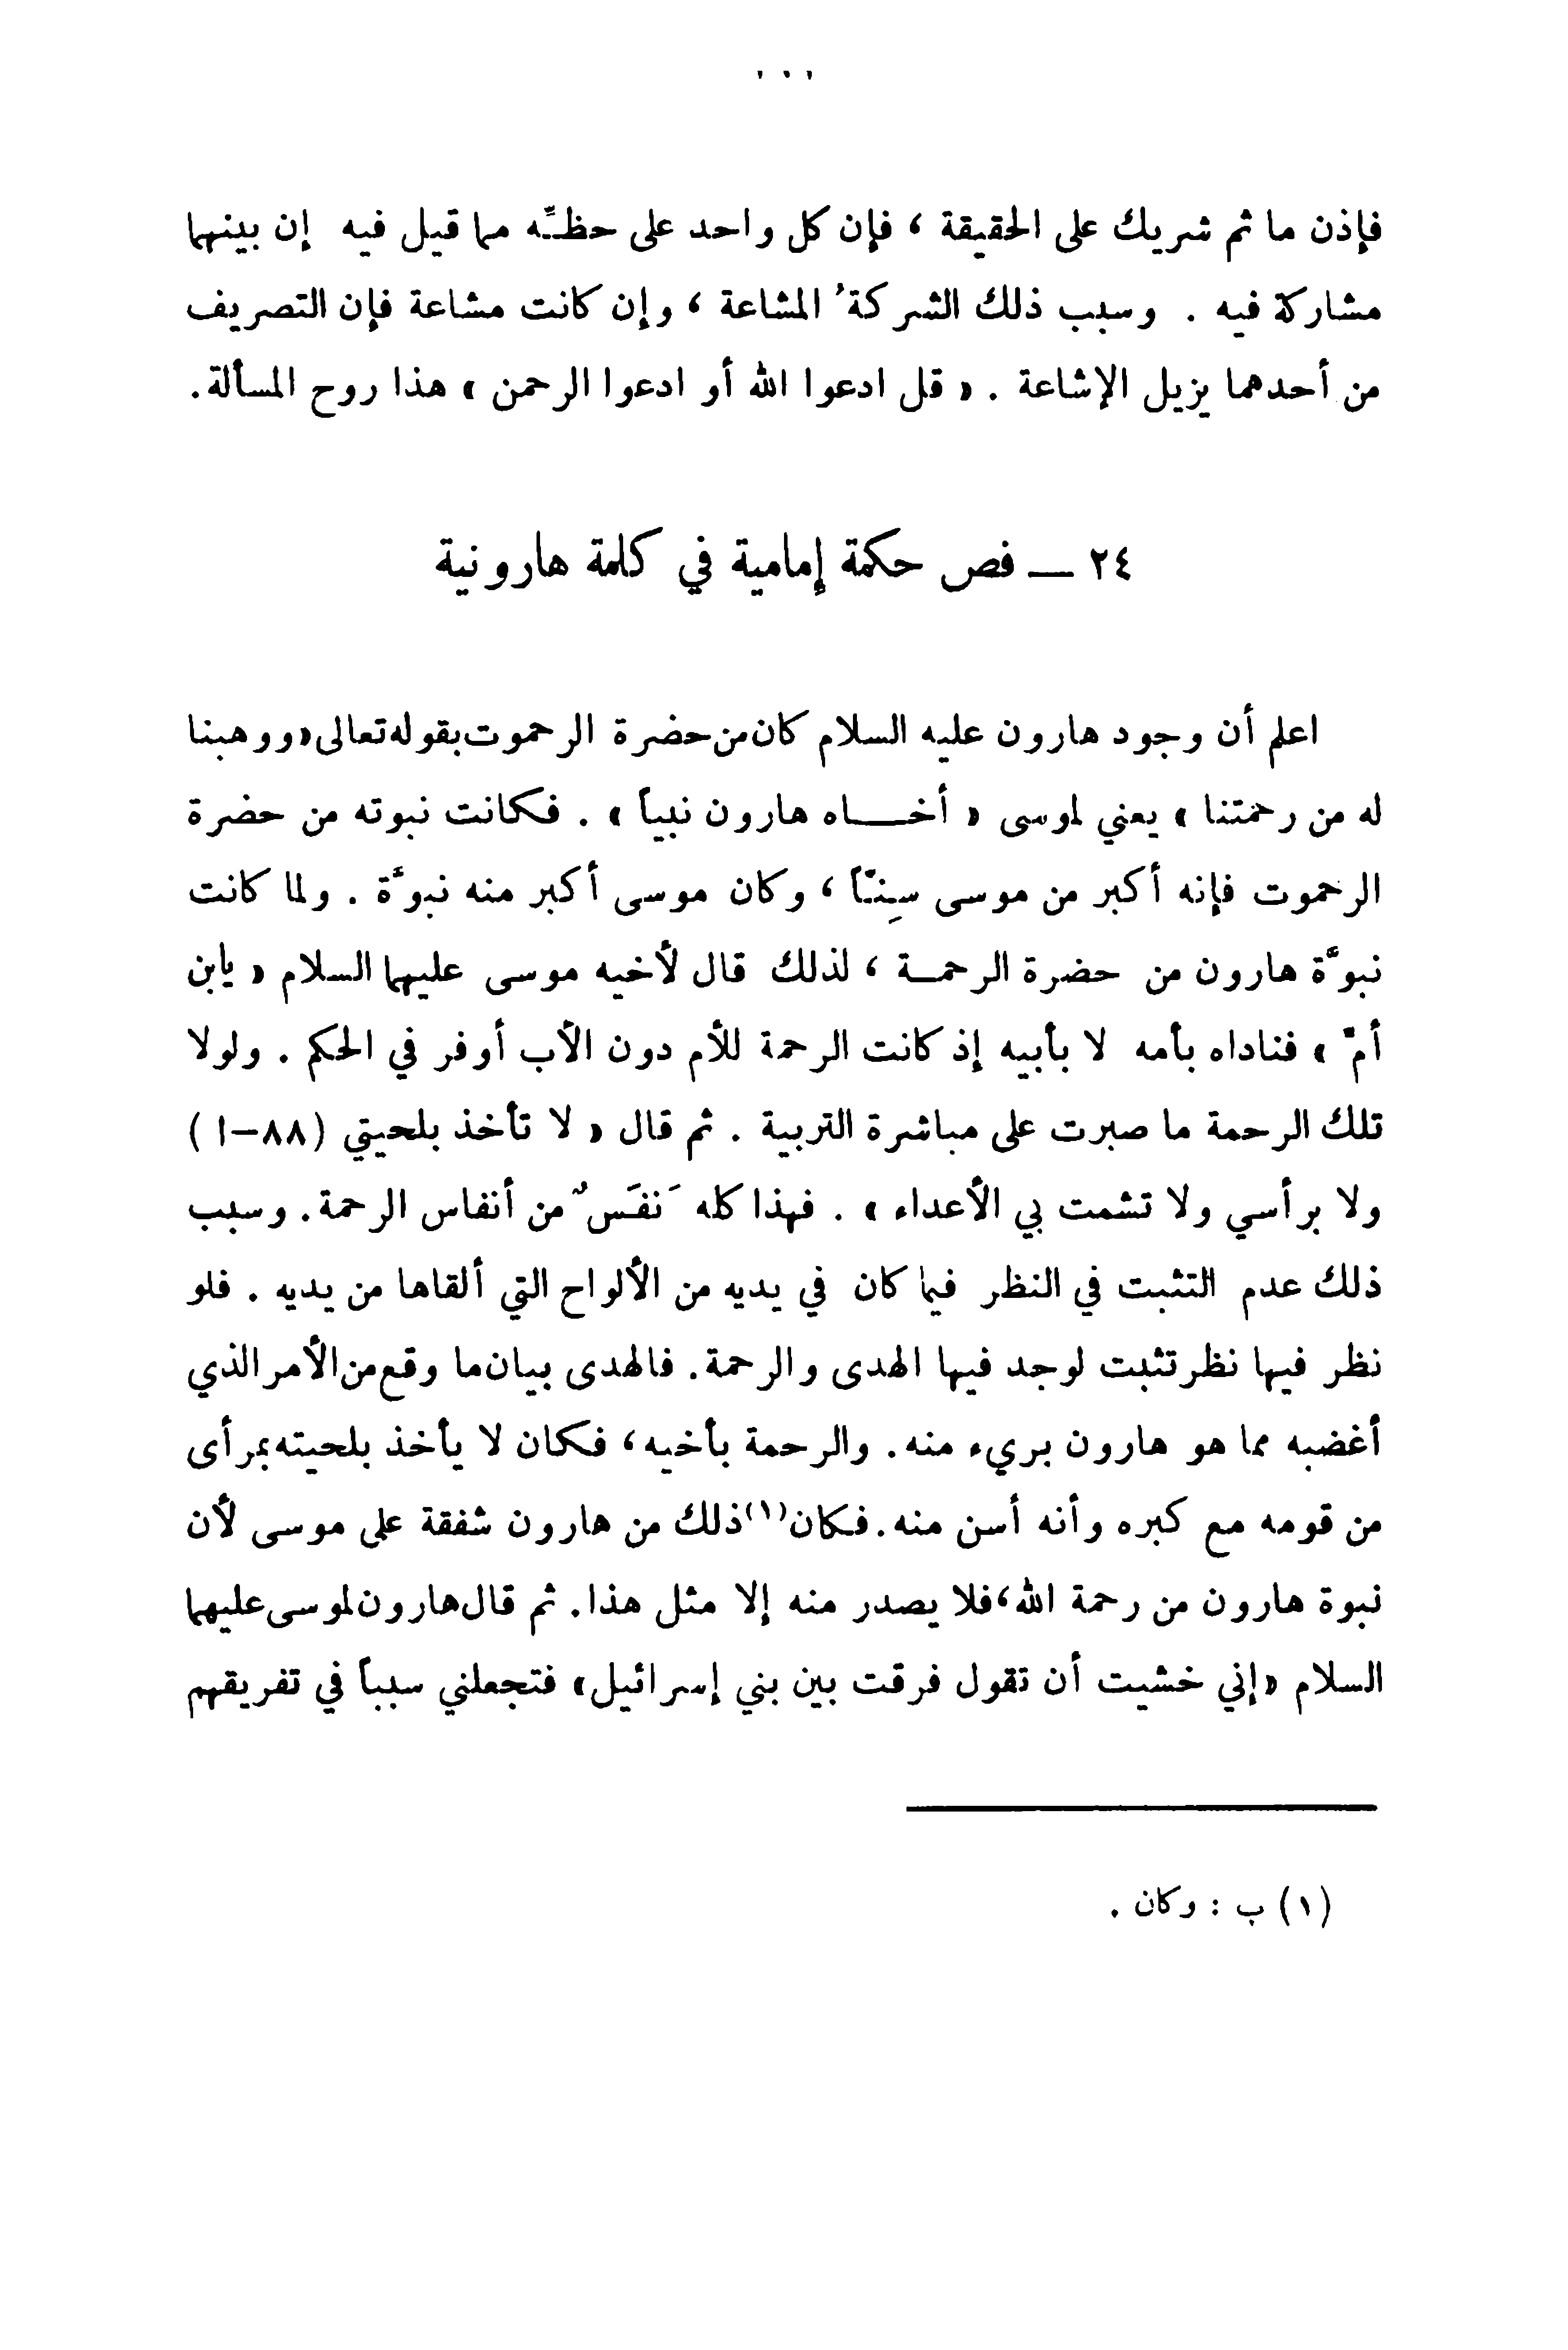 فإذن ما ثم شريك على الحقيقة ، فإن كل واحد على حظِّه مما قيل فيه إن بينهما
مشاركة فيه . وسبب ذلك الشركةُ المشاعة ، وإن كانت مشاعة فإن التصريف
من أحدهما يزيل الإشاعة . « قل ادعوا الله أو ادعوا الرحمن » هذا روح المسألة.
٢٤ — فص حكمة إمامية في كلمة هارونية
اعلم أن وجود هارون عليه السلام كان من حضرة الرحموت بقوله تعالى «ووهبنا
له من رحمتنا » يعني لموسى « أخاه هارون نبياً » . فكانت نبوته من حضرة
الرحموت فإنه أكبر من موسى سِنّاً ، وكان موسى أكبر منه نبوَّة . ولما كانت
نبوَّة هارون من حضرة الرحمة ، لذلك قال لأخيه موسى عليهما السلام « يابن
أمّ » فناداه بأمه لا بأبيه إذ كانت الرحمة للأم دون الأب أوفر في الحكم . ولولا
تلك الرحمة ما صبرت على مباشرة التربية . ثم قال « لا تأخذ بلحيتي (٨٨-ا )
ولا برأسي ولا تشمت بي الأعداء » . فهذا كله نَفَسٌ من أنفاس الرحمة. وسبب
ذلك عدم التثبت في النظر فيما كان في يديه من الألواح التي ألقاها من يديه . فلو
نظر فيها نظر تثبت لوجد فيها الهدى والرحمة. فالهدى بيان ما وقع من الأمر الذي
أغضبه مما هو هارون بريء منه. والرحمة بأخيه، فكان لا يأخذ بلحيته بمرأى
من قومه مع كبره وأنه أسن منه. فكان(١) ذلك من هارون شفقة على موسى لأن
نبوة هارون من رحمة الله، فلا يصدر منه إلا مثل هذا. ثم قال هارون لموسى عليهما
السلام «إني خشيت أن تقول فرقت بين بني إسرائيل» فتجعلني سبباً في تفريقهم
(١) ب : وكان .